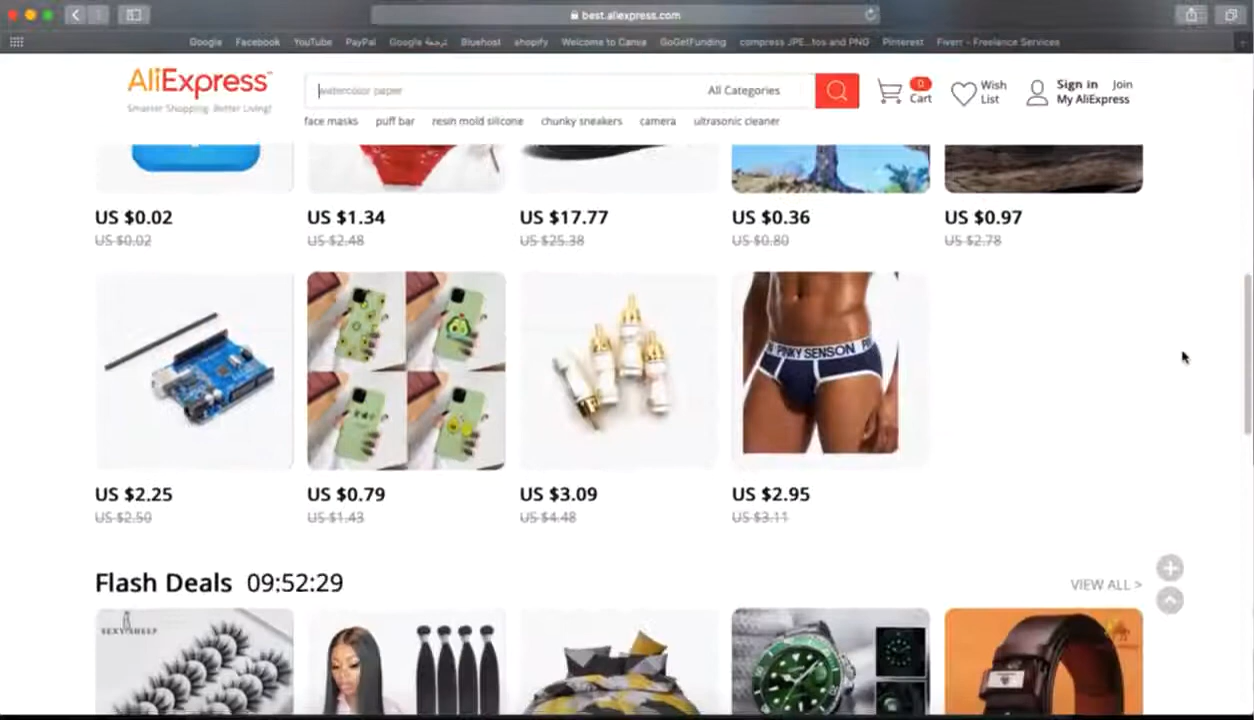 best.aliexpress.com
Google Facebook YouTube PayPal Google ترجمة Bluehost shopify Welcome to Canva GoGetFunding compress JPE...tos and PNG Pinterest Fiverr - Freelance Services
AliExpress
Smarter Shopping, Better Living!
watercolor paper
All Categories
0
Cart
Wish List
Sign in Join
My AliExpress
face masks puff bar resin mold silicone chunky sneakers camera ultrasonic cleaner
US $0.02 US $1.34 US $17.77 US $0.36 US $0.97
US $0.02 US $2.48 US $25.38 US $0.80 US $2.78
PINKY SENSON
US $2.25 US $0.79 US $3.09 US $2.95
US $2.50 US $1.43 US $4.48 US $3.11
Flash Deals 09:52:29
VIEW ALL >
SEXY SHEEP